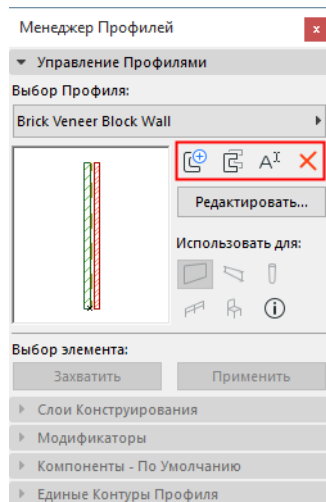 Менеджер Профилей
Управление Профилями
Выбор Профиля:
Brick Veneer Block Wall
Редактировать...
Использовать для:
Выбор элемента:
Захватить Применить
Слои Конструирования
Модификаторы
Компоненты - По Умолчанию
Единые Контуры Профиля